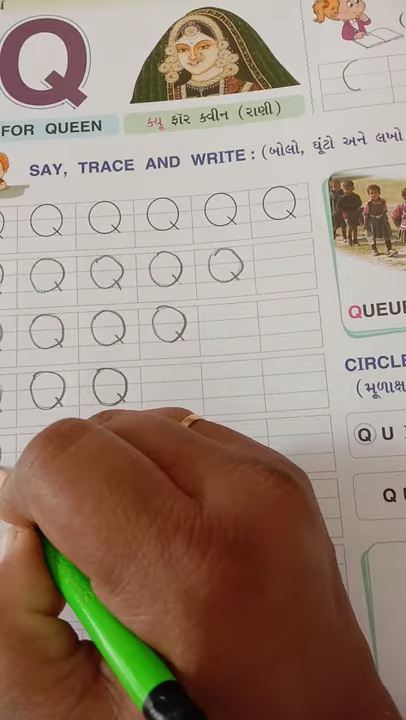 Q
FOR QUEEN
ક્યૂ ફૉર ક્વીન (રાણી)
SAY, TRACE AND WRITE : (બોલો, ઘૂંટો અને લખો
Q Q Q Q Q
Q Q Q Q
Q Q Q
Q Q
QUEUE
CIRCLE
(મૂળાક્ષ
Q U
Q U